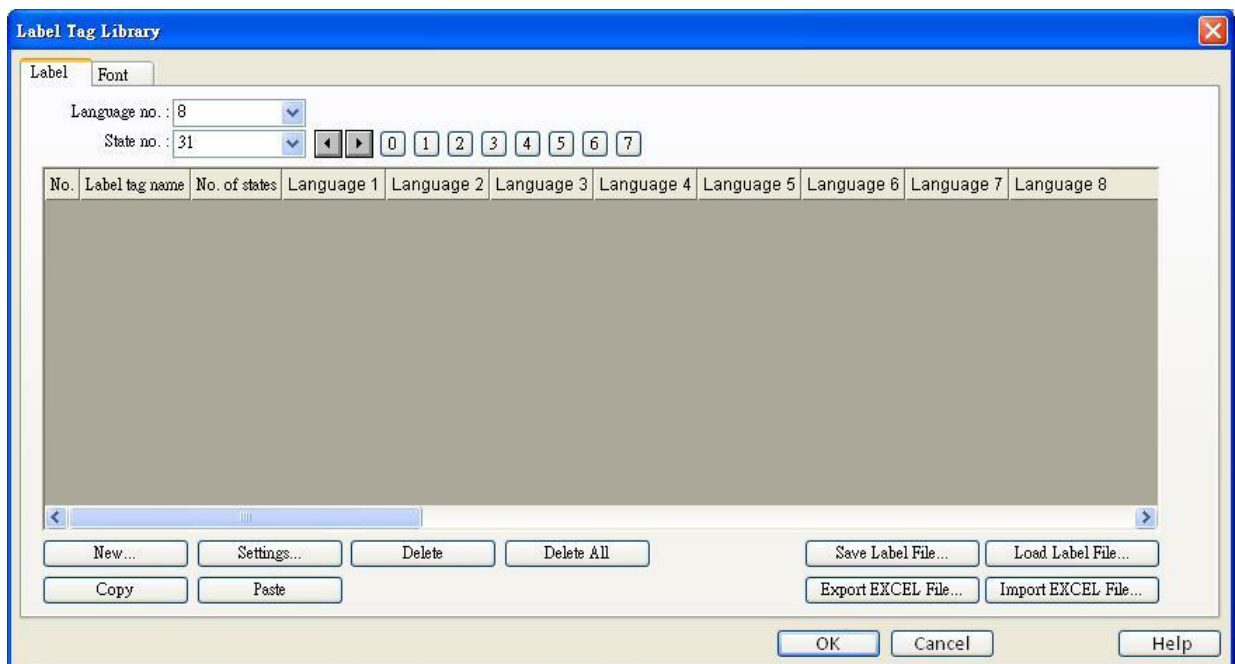 Label Tag Library
Label Font
Language no. : 8
State no. : 31 0 1 2 3 4 5 6 7
No. Label tag name No. of states Language 1 Language 2 Language 3 Language 4 Language 5 Language 6 Language 7 Language 8
New... Settings... Delete Delete All Save Label File... Load Label File...
Copy Paste Export EXCEL File... Import EXCEL File...
OK Cancel Help